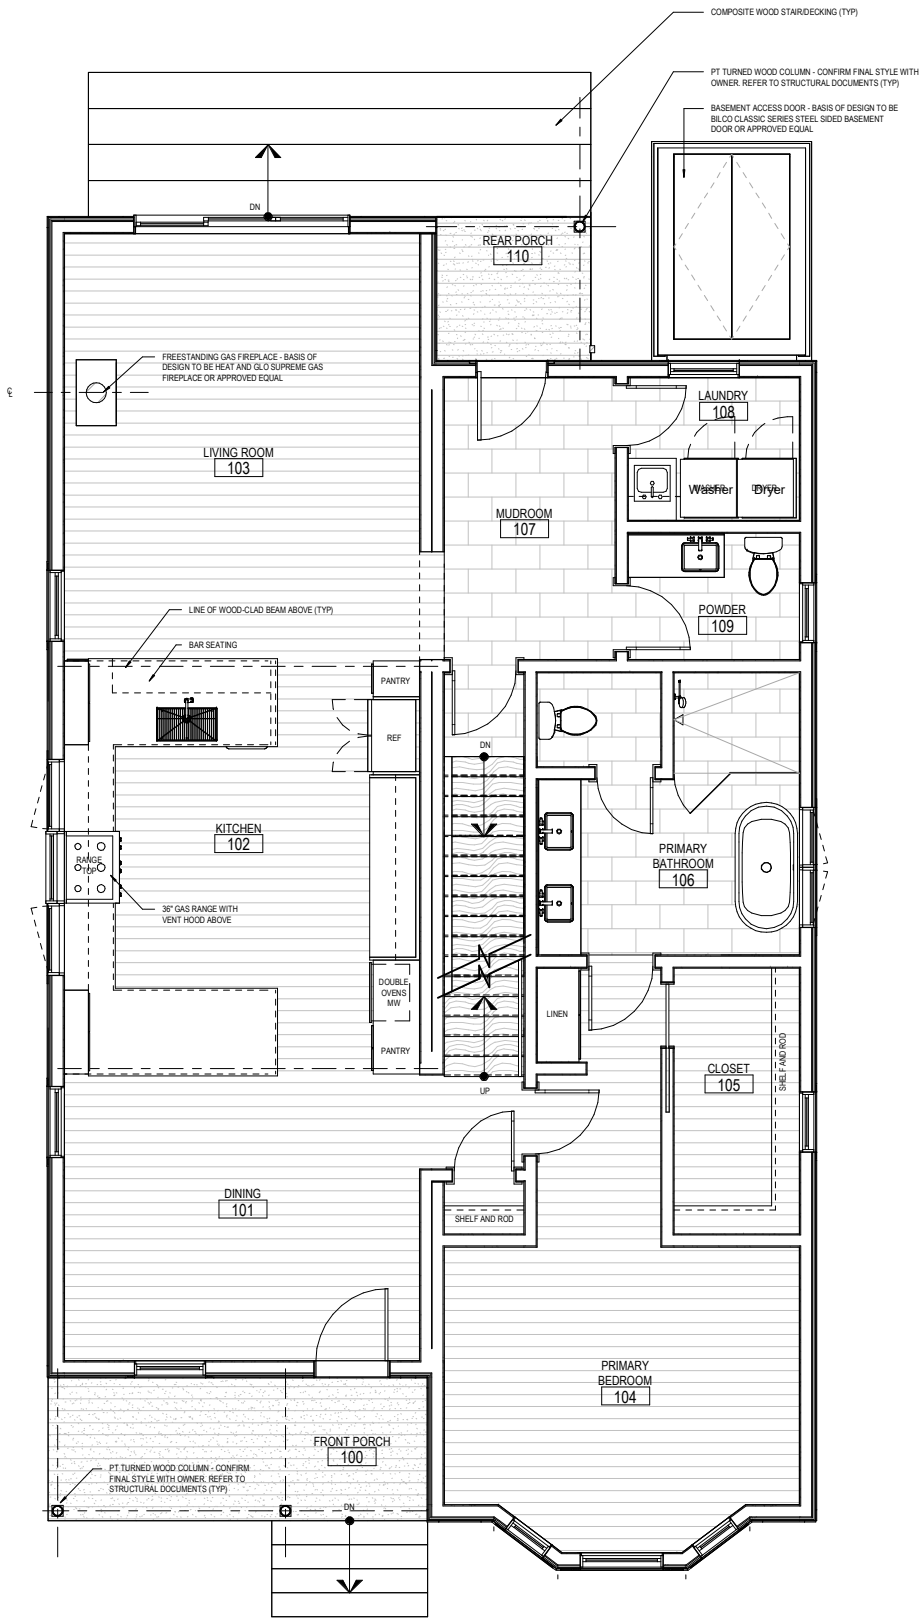 COMPOSITE WOOD STAIR/DECKING (TYP)
PT TURNED WOOD COLUMN - CONFIRM FINAL STYLE WITH
OWNER. REFER TO STRUCTURAL DOCUMENTS (TYP)
BASEMENT ACCESS DOOR - BASIS OF DESIGN TO BE
BILCO CLASSIC SERIES STEEL SIDED BASEMENT
DOOR OR APPROVED EQUAL
DN
REAR PORCH
110
FREESTANDING GAS FIREPLACE - BASIS OF
DESIGN TO BE HEAT AND GLO SUPREME GAS
FIREPLACE OR APPROVED EQUAL
℄
LAUNDRY
108
LIVING ROOM
103
WASHER
Washer
DRYER
Dryer
MUDROOM
107
LINE OF WOOD-CLAD BEAM ABOVE (TYP)
POWDER
109
BAR SEATING
PANTRY
REF
DN
KITCHEN
102
RANGE
TOP
PRIMARY
BATHROOM
106
36" GAS RANGE WITH
VENT HOOD ABOVE
DOUBLE
OVENS
MW
LINEN
PANTRY
SHELF AND ROD
CLOSET
105
UP
DINING
101
SHELF AND ROD
PRIMARY
BEDROOM
104
FRONT PORCH
100
PT TURNED WOOD COLUMN - CONFIRM
FINAL STYLE WITH OWNER. REFER TO
STRUCTURAL DOCUMENTS (TYP)
DN